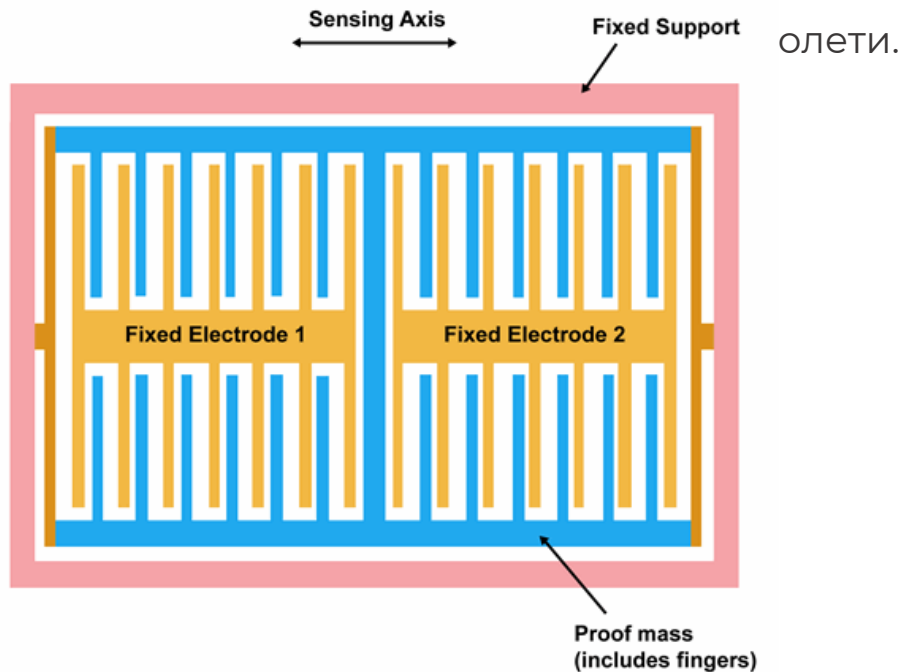 Sensing Axis
Fixed Support
олети.
Fixed Electrode 1
Fixed Electrode 2
Proof mass
(includes fingers)